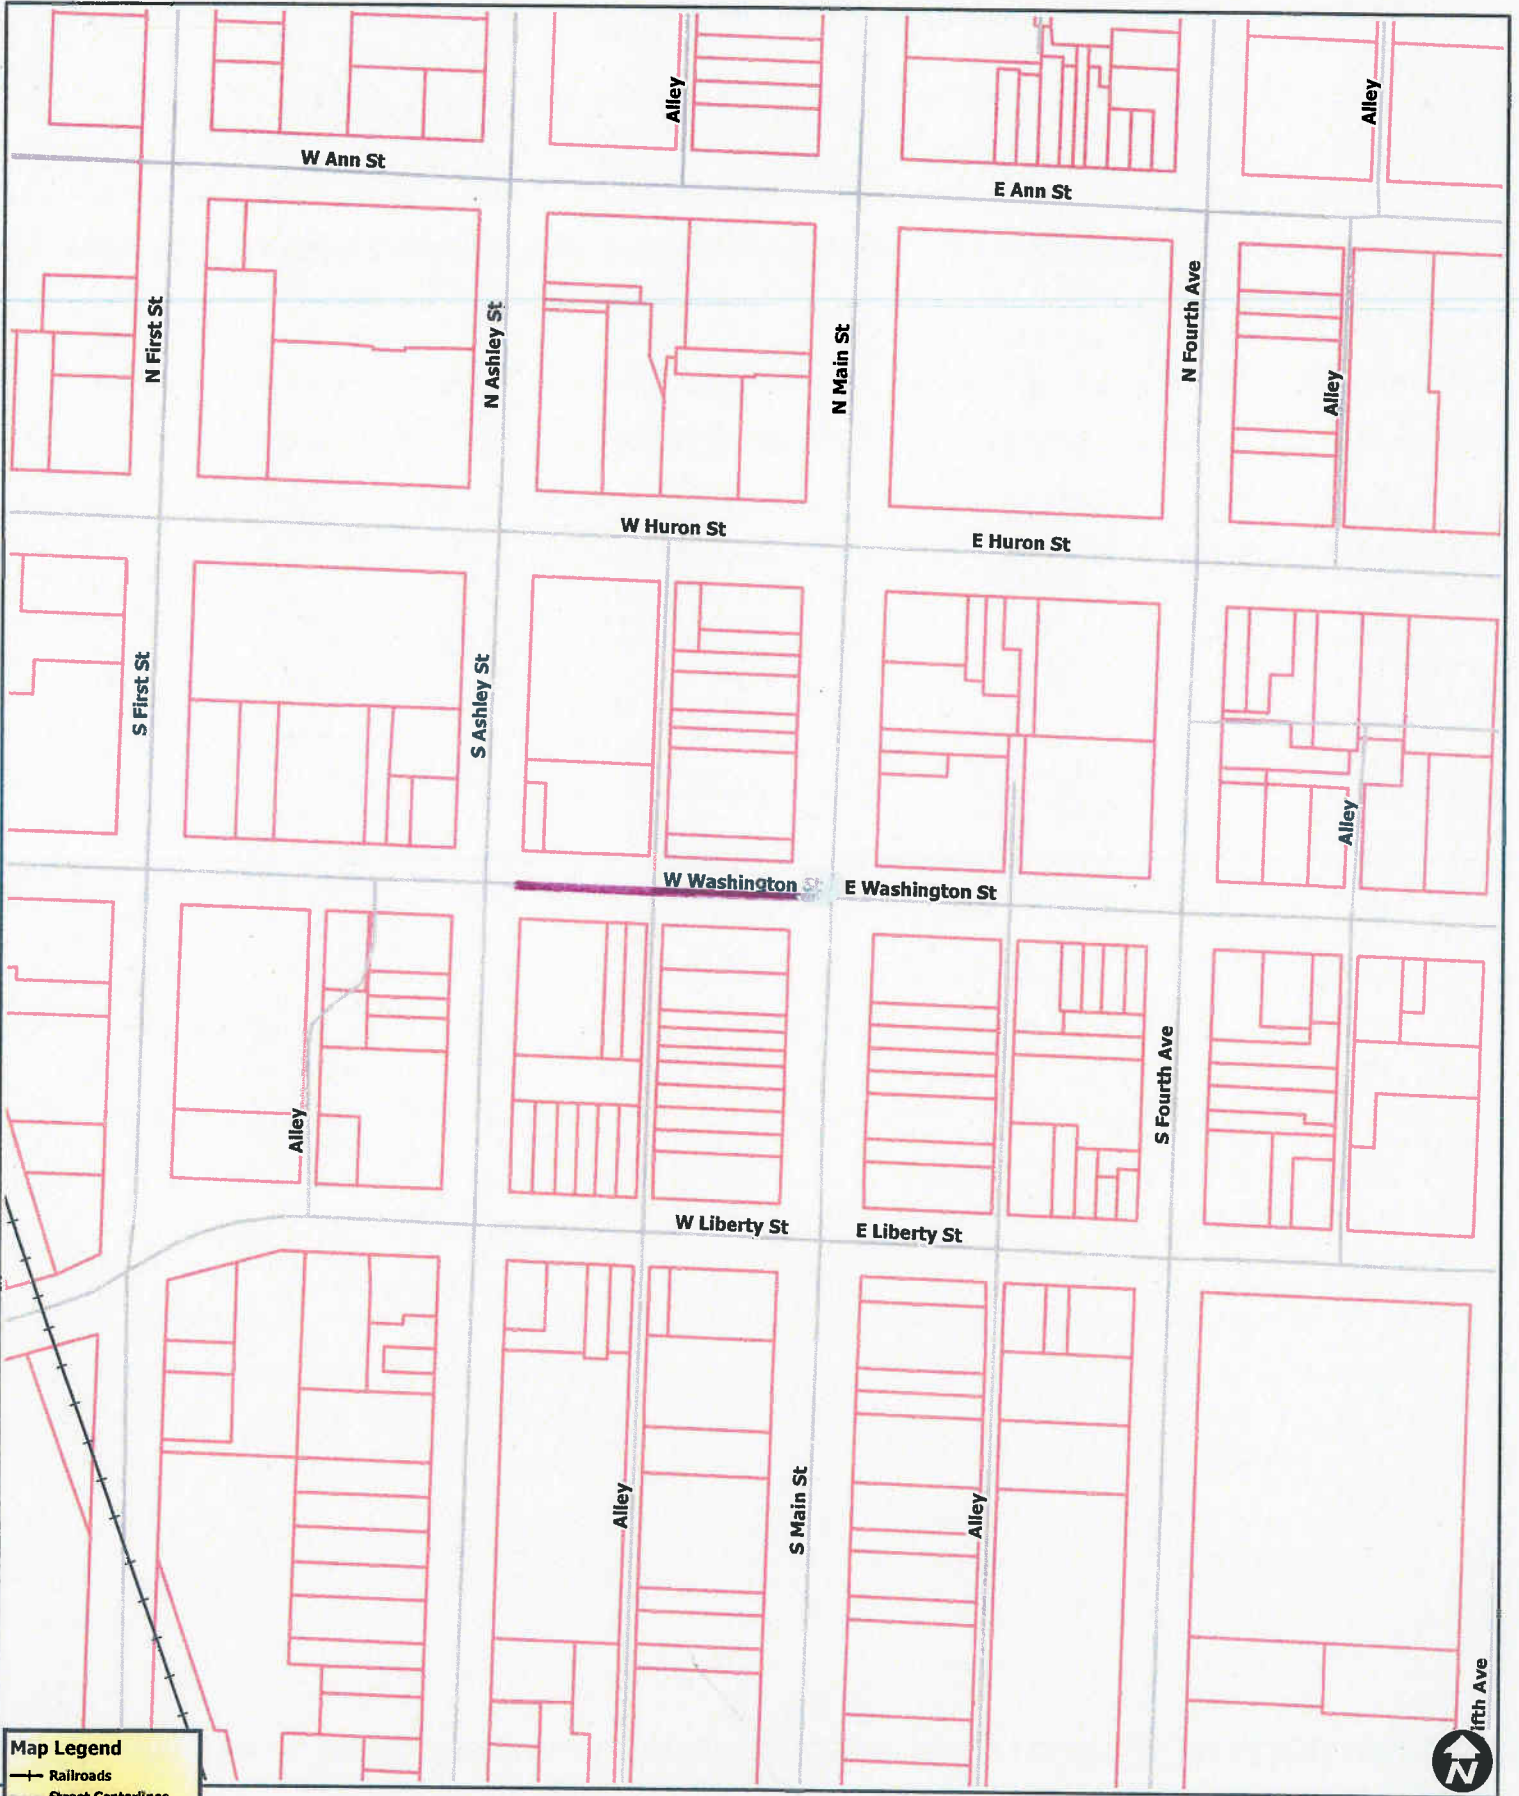 Alley
Alley
W Ann St
E Ann St
N First St
N Ashley St
N Main St
N Fourth Ave
Alley
W Huron St
E Huron St
S First St
S Ashley St
Alley
W Washington St
E Washington St
Alley
S Fourth Ave
W Liberty St
E Liberty St
Alley
S Main St
Alley
ifth Ave
Map Legend
Railroads
Street Centerlines
N